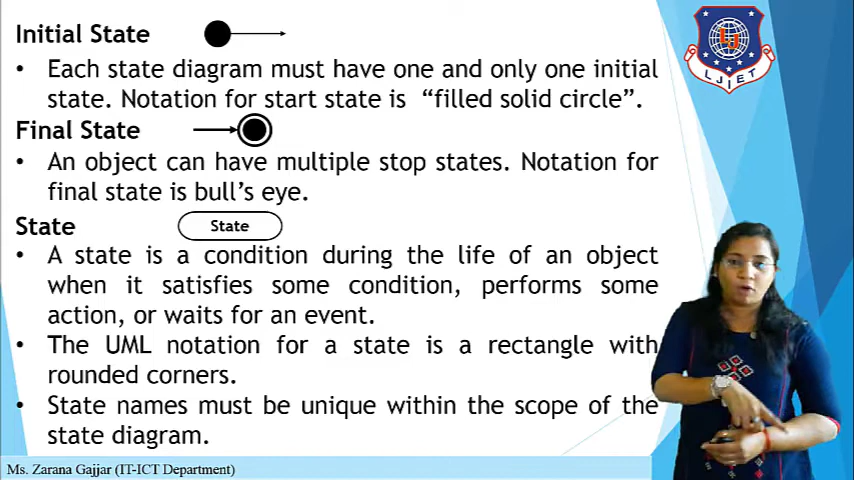 Initial State
• Each state diagram must have one and only one initial
state. Notation for start state is “filled solid circle”.
Final State
• An object can have multiple stop states. Notation for
final state is bull’s eye.
State
State
• A state is a condition during the life of an object
when it satisfies some condition, performs some
action, or waits for an event.
• The UML notation for a state is a rectangle with
rounded corners.
• State names must be unique within the scope of the
state diagram.
Ms. Zarana Gajjar (IT-ICT Department)
LJ
LJIET